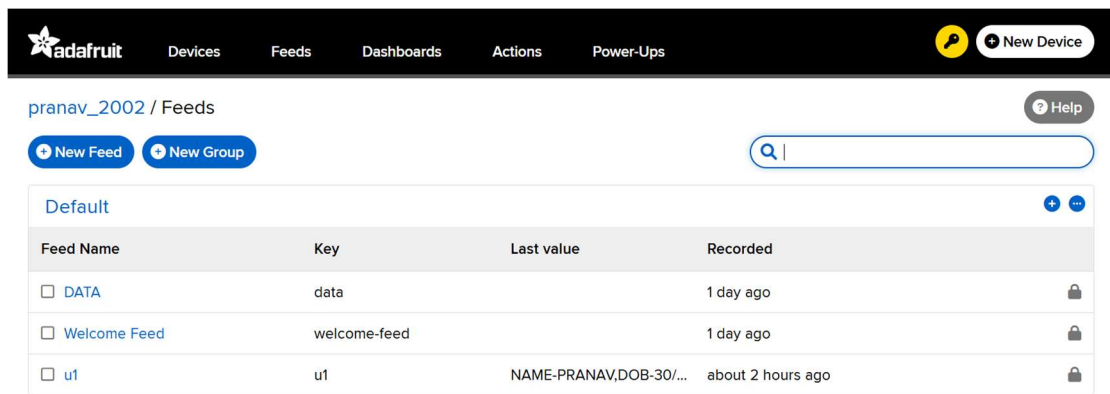 adafruit Devices Feeds Dashboards Actions Power-Ups New Device
pranav_2002 / Feeds Help
New Feed New Group
Default
Feed Name Key Last value Recorded
DATA data 1 day ago
Welcome Feed welcome-feed 1 day ago
u1 u1 NAME-PRANAV,DOB-30/... about 2 hours ago